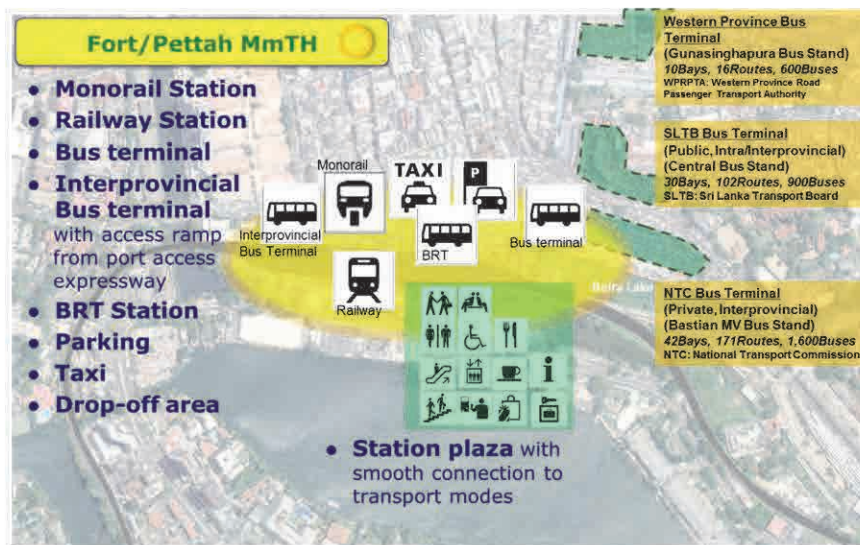 Fort/Pettah MmTH
• Monorail Station
• Railway Station
• Bus terminal
• Interprovincial
Bus terminal
with access ramp
from port access
expressway
• BRT Station
• Parking
• Taxi
• Drop-off area
Monorail
TAXI
P
Interprovincial
Bus Terminal
BRT
Bus terminal
Railway
i
• Station plaza with
smooth connection to
transport modes
Beira Lake
Western Province Bus
Terminal
(Gunasinghapura Bus Stand)
10Bays, 16Routes, 600Buses
WPRPTA: Western Province Road
Passenger Transport Authority
SLTB Bus Terminal
(Public, Intra/Interprovincial)
(Central Bus Stand)
30Bays, 102Routes, 900Buses
SLTB: Sri Lanka Transport Board
NTC Bus Terminal
(Private, Interprovincial)
(Bastian MV Bus Stand)
42Bays, 171Routes, 1,600Buses
NTC: National Transport Commission